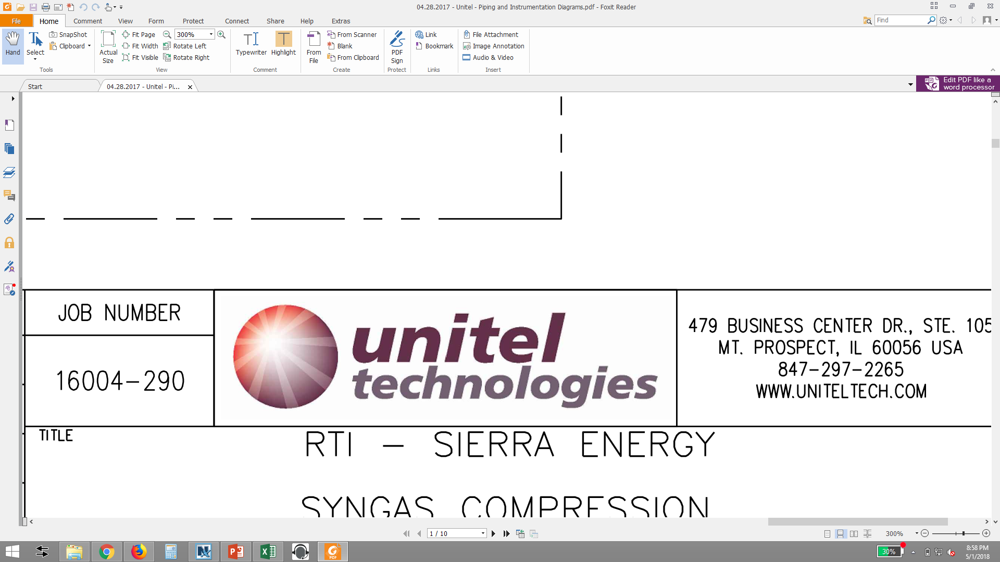 04.28.2017 - Unitel - Piping and Instrumentation Diagrams.pdf - Foxit Reader
File Home Comment View Form Protect Connect Share Help Extras
Find
Hand
Select
SnapShot
Clipboard
Tools
Actual Size
Fit Page
Fit Width
Fit Visible
300%
Rotate Left
Rotate Right
View
Typewriter
Highlight
Comment
From File
From Scanner
Blank
From Clipboard
Create
PDF Sign
Protect
Link
Bookmark
Links
File Attachment
Image Annotation
Audio & Video
Insert
Start
04.28.2017 - Unitel - Pi...
Edit PDF like a
word processor
JOB NUMBER
16004-290
unitel
technologies
479 BUSINESS CENTER DR., STE. 105
MT. PROSPECT, IL 60056 USA
847-297-2265
WWW.UNITELTECH.COM
TITLE
RTI - SIERRA ENERGY
SYNGAS COMPRESSION
1 / 10
300%
30%
8:58 PM
5/1/2018